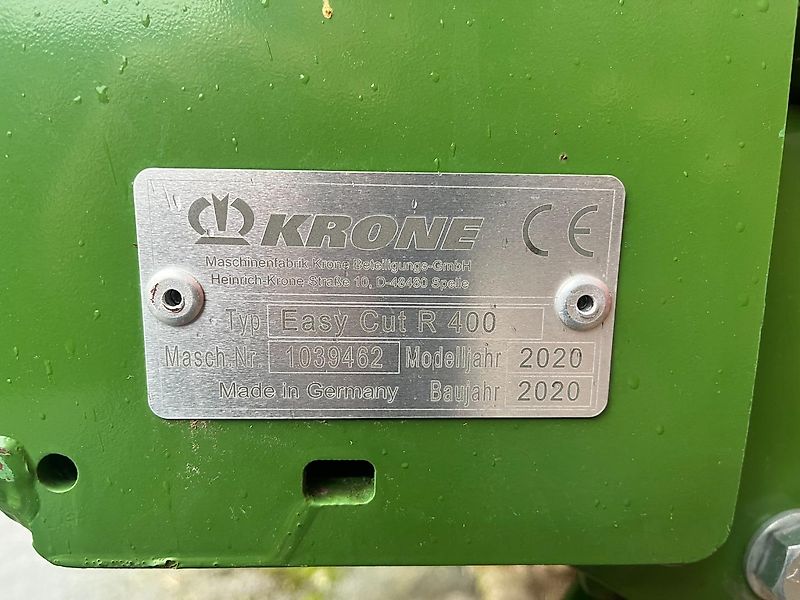 KRONE CE
Maschinenfabrik Krone Beteiligungs-GmbH
Heinrich-Krone-Straße 10, D-48480 Spelle
Typ Easy Cut R 400
Masch.Nr. 1039462 Modelljahr 2020
Made in Germany Baujahr 2020